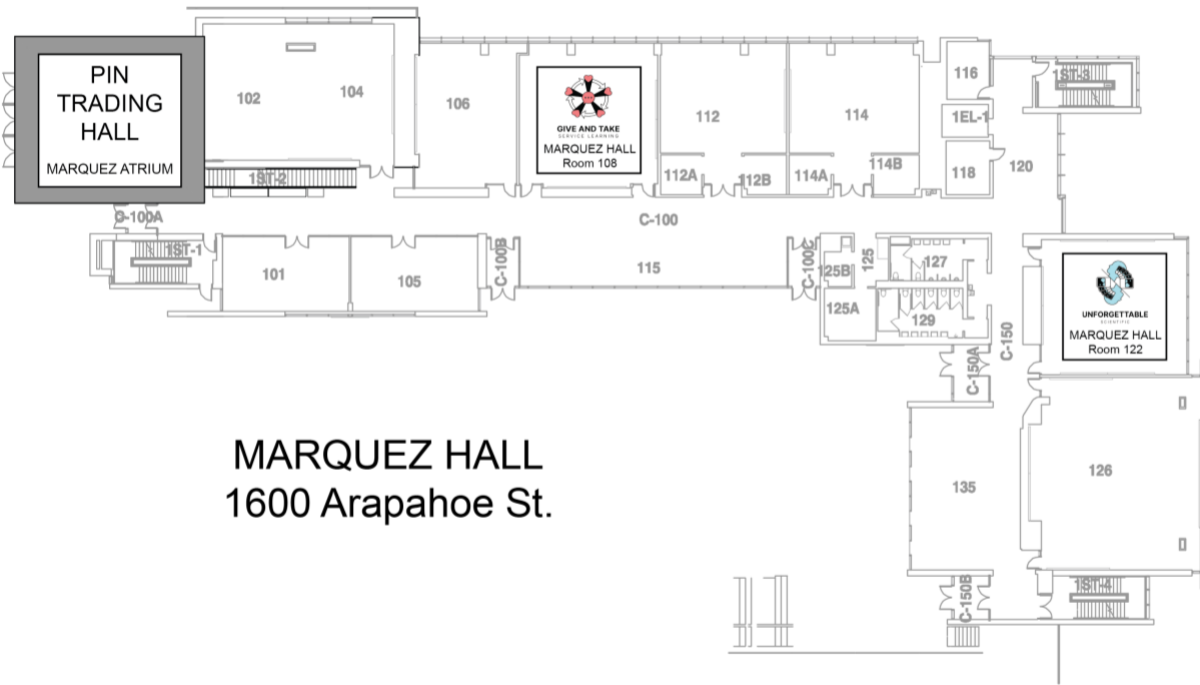 PIN
TRADING
HALL
MARQUEZ ATRIUM
102
104
106
GIVE AND TAKE
SERVICE LEARNING
MARQUEZ HALL
Room 108
112
114
116
1ST-3
1EL-1
112A
112B
114A
114B
118
120
1ST-2
C-100A
C-100
1ST-1
101
105
C-100B
115
C-100C
125B
125
127
125A
129
C-150
C-150A
UNFORGETTABLE
SCIENTIFIC
MARQUEZ HALL
Room 122
MARQUEZ HALL
1600 Arapahoe St.
135
126
C-150B
1ST-4